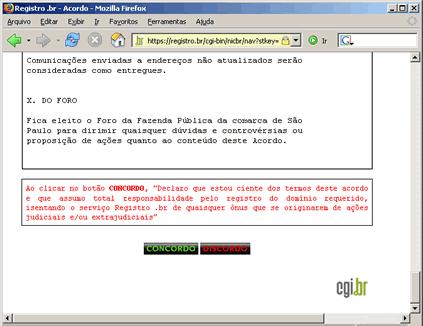 Registro.br - Acordo - Mozilla Firefox
Arquivo Editar Exibir Ir Favoritos Ferramentas Ajuda
https://registro.br/cgi-bin/nicbr/nav?stkey= Ir
Comunicações enviadas a endereços não atualizados serão
consideradas como entregues.
X. DO FORO
Fica eleito o Foro da Fazenda Pública da comarca de São
Paulo para dirimir quaisquer dúvidas e controvérsias ou
proposição de ações quanto ao conteúdo deste Acordo.
Ao clicar no botão CONCORDO, "Declaro que estou ciente dos termos deste acordo
e que assumo total responsabilidade pelo registro do domínio requerido,
isentando o serviço Registro .br de quaisquer ônus que se originarem de ações
judiciais e/ou extrajudiciais"
CONCORDO DISCORDO
cgi.br